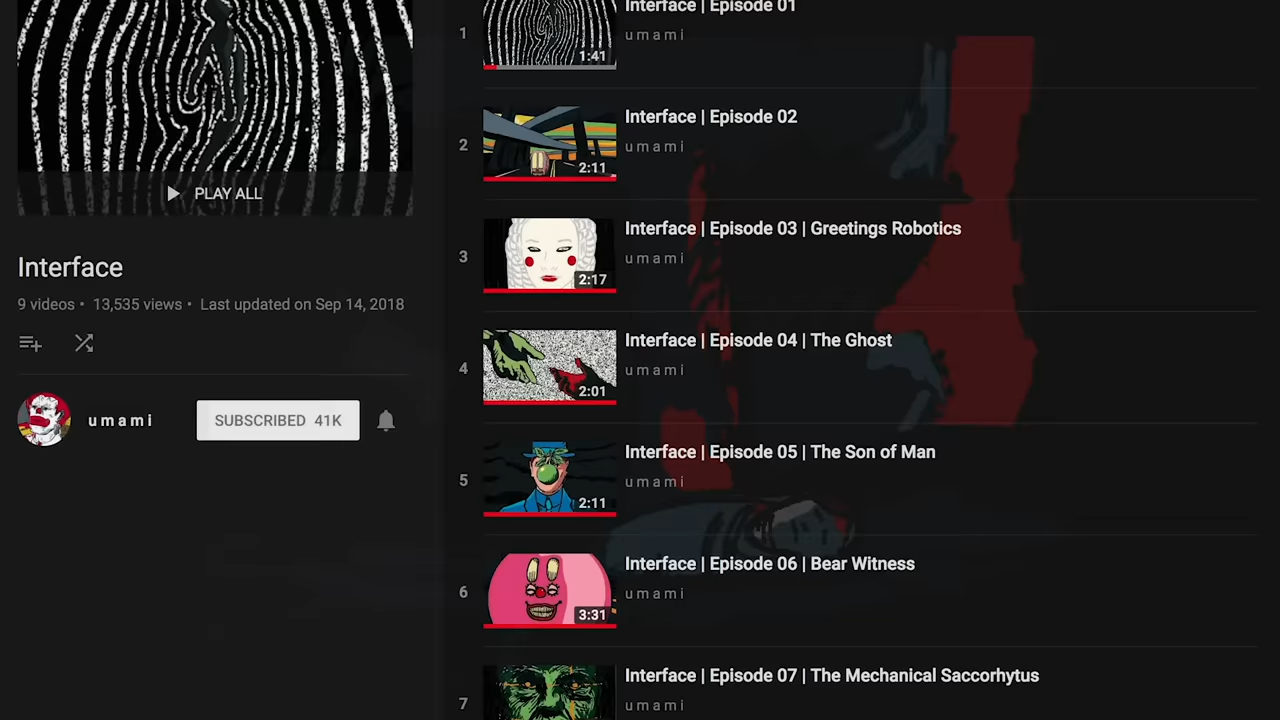 PLAY ALL
Interface
9 videos • 13,535 views • Last updated on Sep 14, 2018
umami
SUBSCRIBED 41K
1
1:41
Interface | Episode 01
umami
2
2:11
Interface | Episode 02
umami
3
2:17
Interface | Episode 03 | Greetings Robotics
umami
4
2:01
Interface | Episode 04 | The Ghost
umami
5
2:11
Interface | Episode 05 | The Son of Man
umami
6
3:31
Interface | Episode 06 | Bear Witness
umami
7
Interface | Episode 07 | The Mechanical Saccorhytus
umami